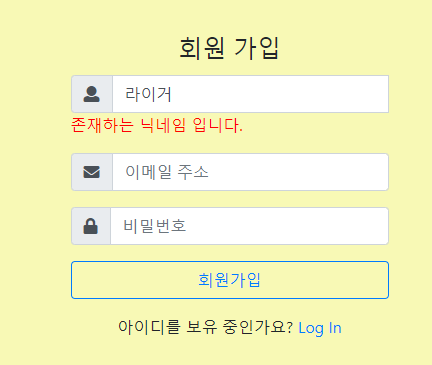 회원 가입
라이거
존재하는 닉네임 입니다.
이메일 주소
비밀번호
회원가입
아이디를 보유 중인가요? Log In